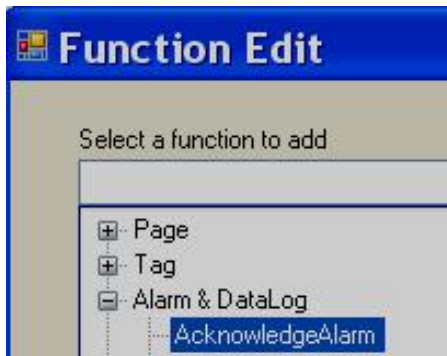 Function Edit
Select a function to add
Page
Tag
Alarm & DataLog
AcknowledgeAlarm